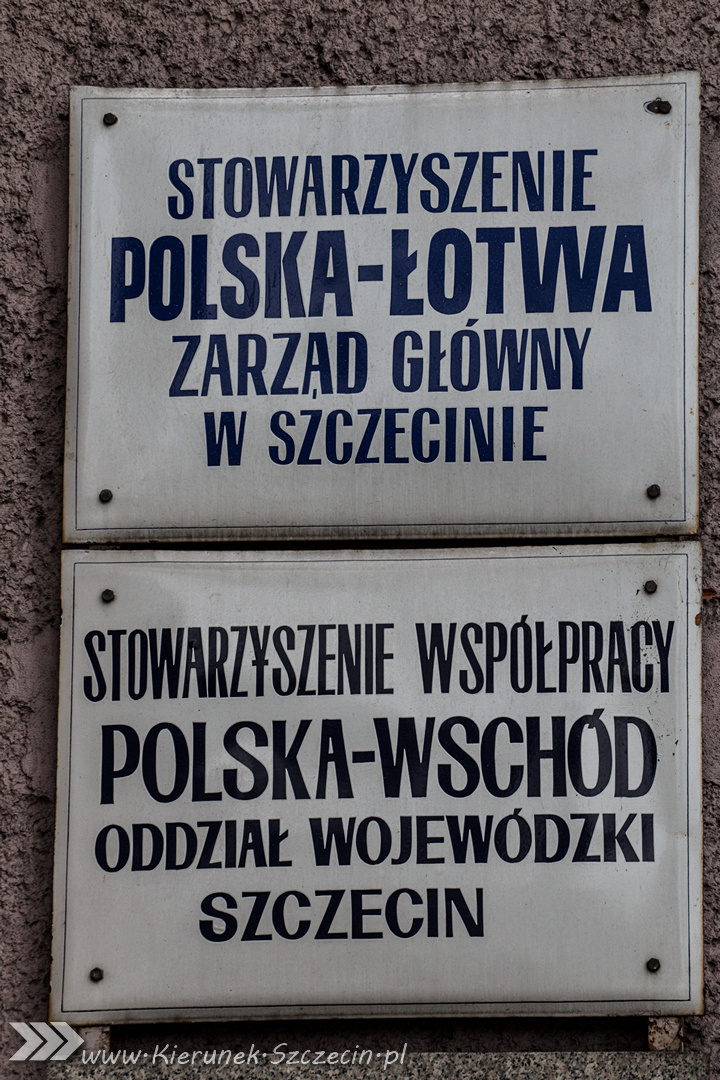 STOWARZYSZENIE
POLSKA-ŁOTWA
ZARZĄD GŁÓWNY
W SZCZECINIE
STOWARZYSZENIE WSPÓŁPRACY
POLSKA-WSCHÓD
ODDZIAŁ WOJEWÓDZKI
SZCZECIN
www.Kierunek.Szczecin.pl